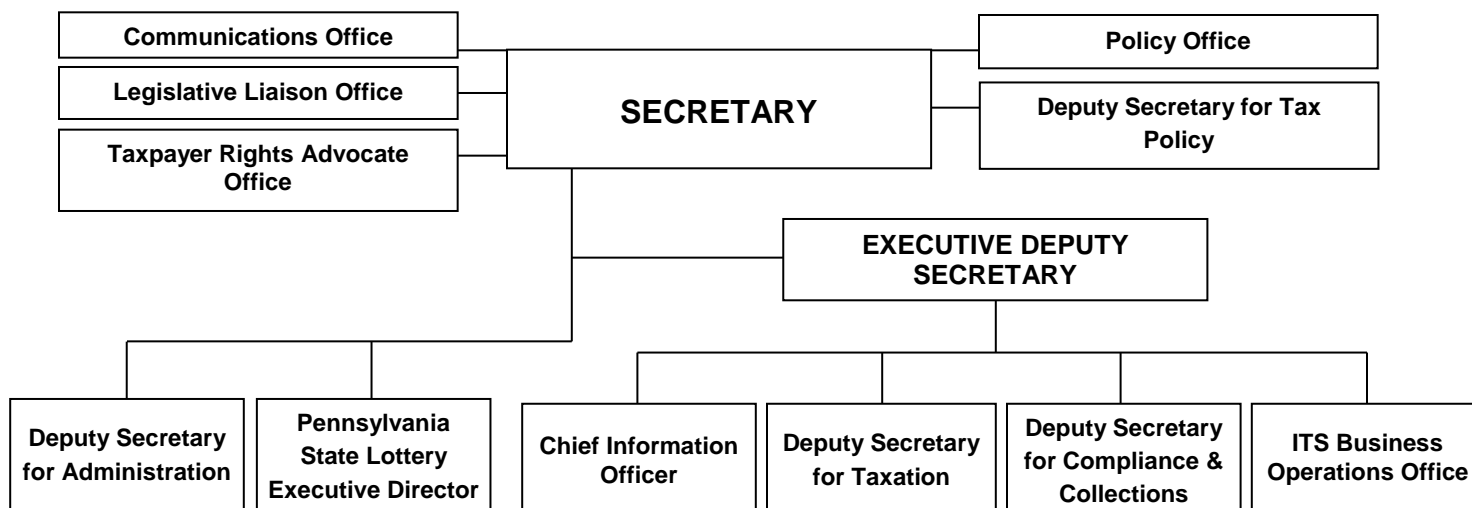 Communications Office
Legislative Liaison Office
Taxpayer Rights Advocate
Office
SECRETARY
Policy Office
Deputy Secretary for Tax
Policy
EXECUTIVE DEPUTY
SECRETARY
Deputy Secretary
for Administration
Pennsylvania
State Lottery
Executive Director
Chief Information
Officer
Deputy Secretary
for Taxation
Deputy Secretary
for Compliance &
Collections
ITS Business
Operations Office